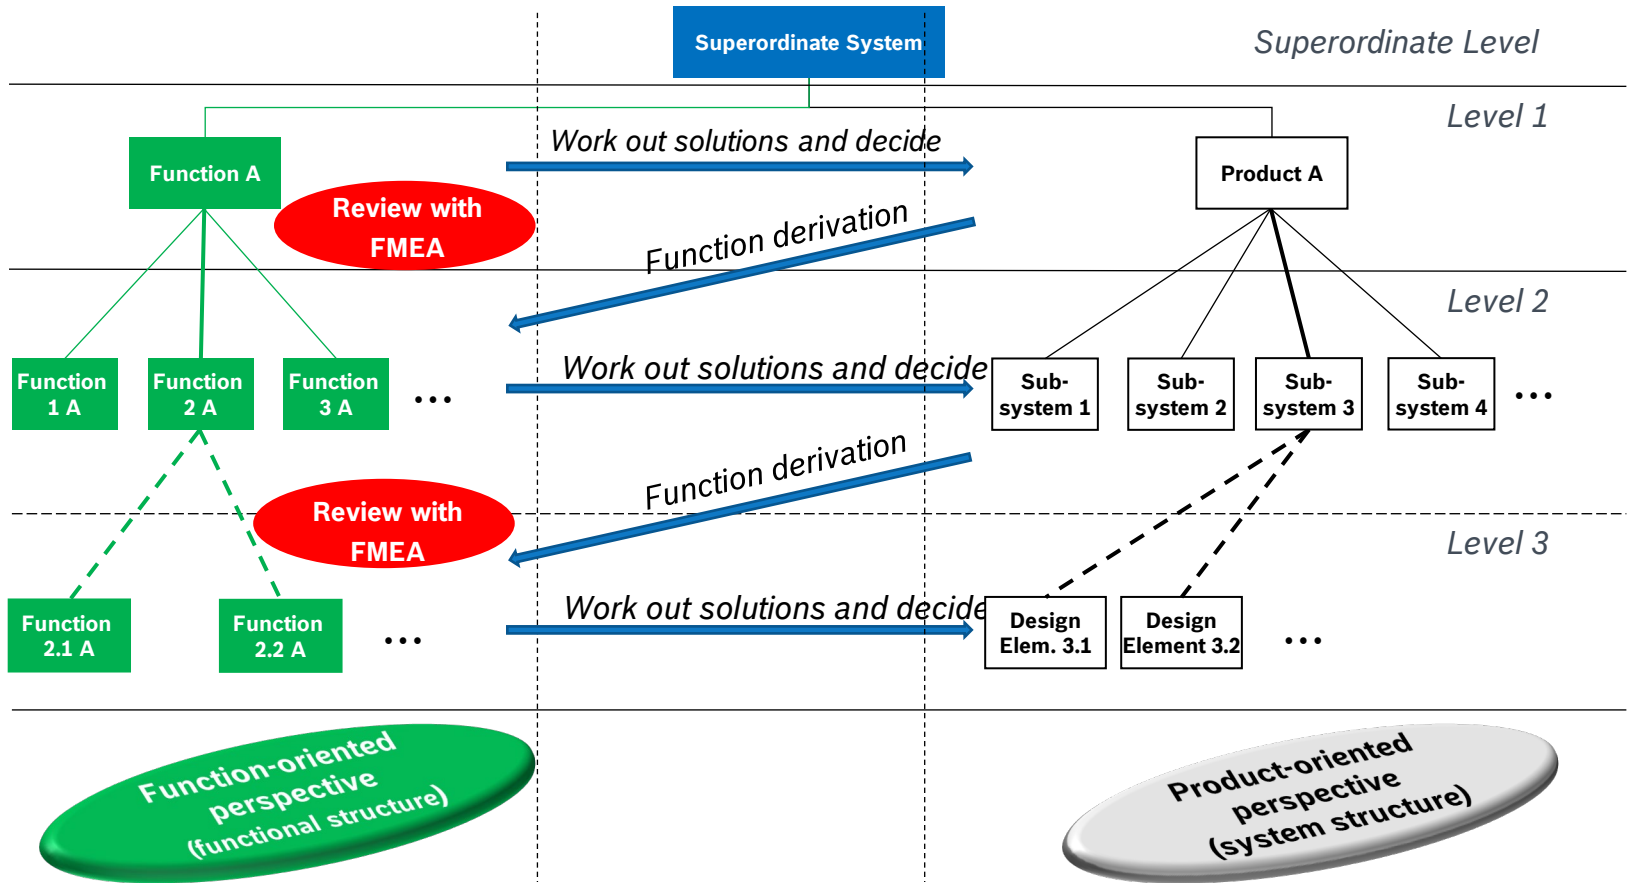 Superordinate System
Superordinate Level
Level 1
Work out solutions and decide
Function A
Product A
Review with
FMEA
Function derivation
Level 2
Work out solutions and decide
Function
1 A
Function
2 A
Function
3 A
...
Sub-
system 1
Sub-
system 2
Sub-
system 3
Sub-
system 4
...
Function derivation
Review with
FMEA
Level 3
Work out solutions and decide
Function
2.1 A
Function
2.2 A
...
Design
Elem. 3.1
Design
Element 3.2
...
Function-oriented
perspective
(functional structure)
Product-oriented
perspective
(system structure)